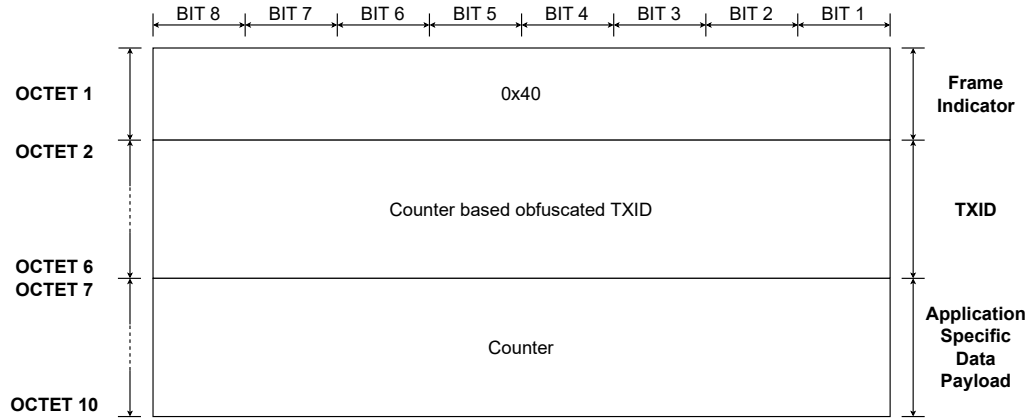 BIT 8 BIT 7 BIT 6 BIT 5 BIT 4 BIT 3 BIT 2 BIT 1
OCTET 1
0x40
Frame
Indicator
OCTET 2
Counter based obfuscated TXID
TXID
OCTET 6
OCTET 7
Counter
Application
Specific
Data
Payload
OCTET 10